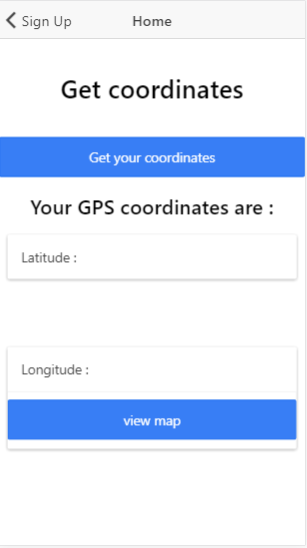 Sign Up Home
Get coordinates
Get your coordinates
Your GPS coordinates are :
Latitude :
Longitude :
view map